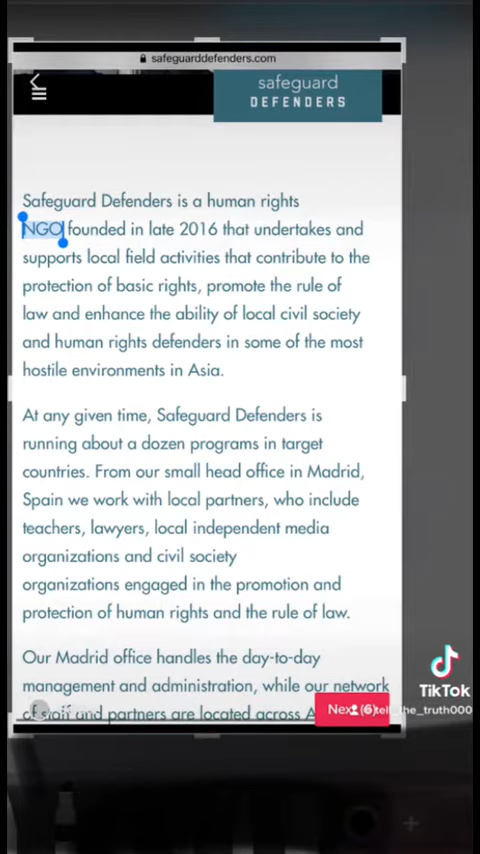 safeguarddefenders.com
safeguard
DEFENDERS
Safeguard Defenders is a human rights
NGO founded in late 2016 that undertakes and
supports local field activities that contribute to the
protection of basic rights, promote the rule of
law and enhance the ability of local civil society
and human rights defenders in some of the most
hostile environments in Asia.
At any given time, Safeguard Defenders is
running about a dozen programs in target
countries. From our small head office in Madrid,
Spain we work with local partners, who include
teachers, lawyers, local independent media
organizations and civil society
organizations engaged in the promotion and
protection of human rights and the rule of law.
Our Madrid office handles the day-to-day
management and administration, while our network
of staff and partners are located across
TikTok